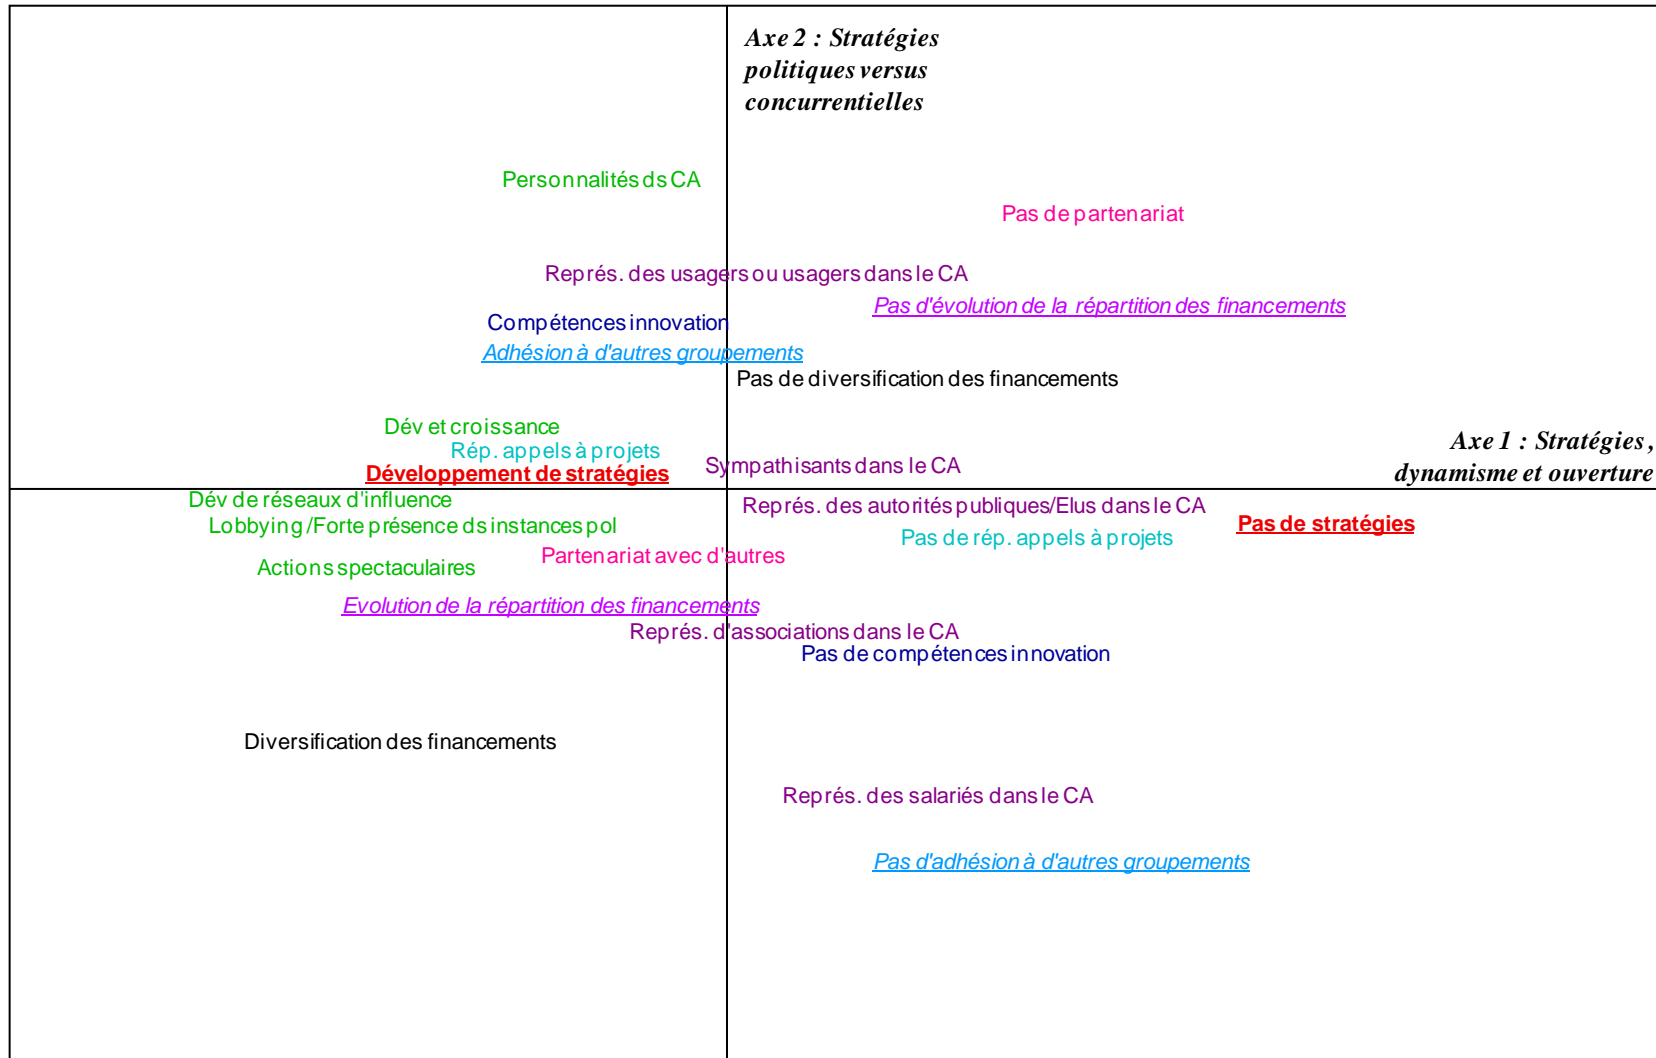 Axe 2 : Stratégies
politiques versus
concurrentielles
Personnalités ds CA
Pas de partenariat
Représ. des usagers ou usagers dans le CA
Pas d'évolution de la répartition des financements
Compétences innovation
Adhésion à d'autres groupements
Pas de diversification des financements
Dév et croissance
Axe 1 : Stratégies,
dynamisme et ouverture
Rép. appels à projets
Sympathisants dans le CA
Développement de stratégies
Dév de réseaux d'influence
Représ. des autorités publiques/Elus dans le CA
Lobbying /Forte présence ds instances pol
Pas de stratégies
Pas de rép. appels à projets
Partenariat avec d'autres
Actions spectaculaires
Evolution de la répartition des financements
Représ. d'associations dans le CA
Pas de compétences innovation
Diversification des financements
Représ. des salariés dans le CA
Pas d'adhésion à d'autres groupements